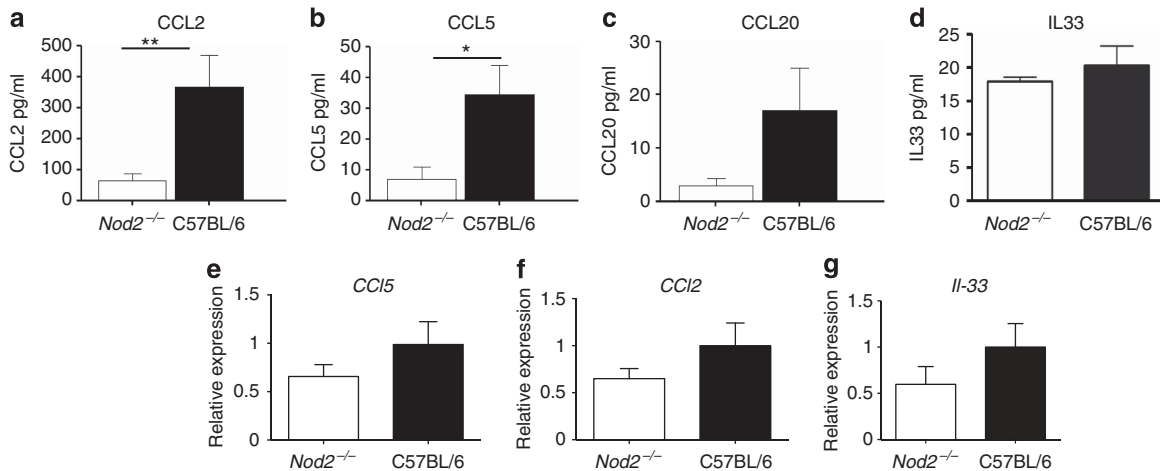 a
CCL2
CCL2 pg/ml
500
400
300
200
100
0
**
Nod2−/− C57BL/6
b
CCL5
CCL5 pg/ml
50
40
30
20
10
0
*
Nod2−/− C57BL/6
c
CCL20
CCL20 pg/ml
30
20
10
0
Nod2−/− C57BL/6
d
IL33
IL33 pg/ml
25
20
15
10
5
0
Nod2−/− C57BL/6
e
CCl5
Relative expression
1.5
1
0.5
0
Nod2−/− C57BL/6
f
CCl2
Relative expression
1.5
1
0.5
0
Nod2−/− C57BL/6
g
Il-33
Relative expression
1.5
1
0.5
0
Nod2−/− C57BL/6